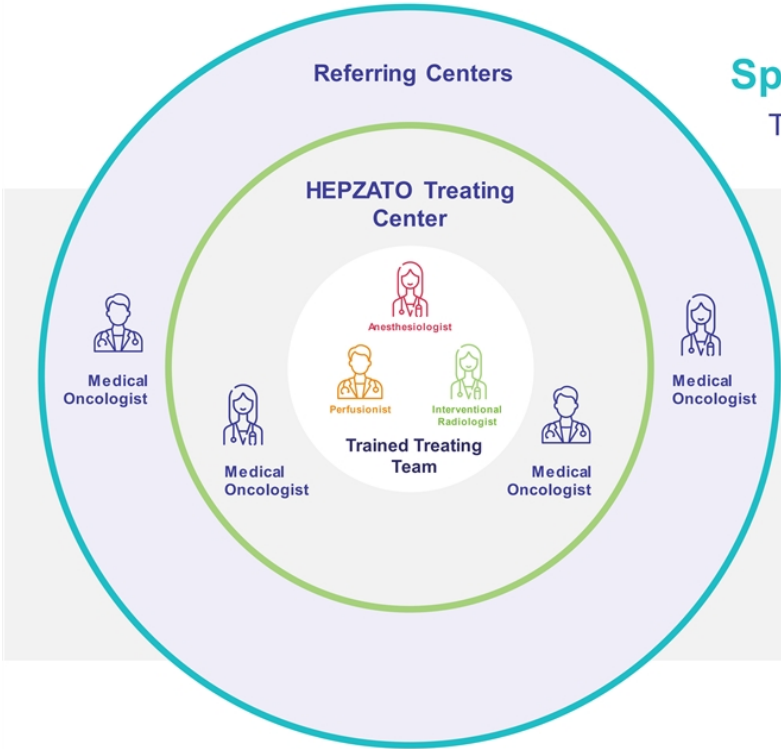 Referring Centers
Sp
T
HEPZATO Treating
Center
Anesthesiologist
Medical
Oncologist
Medical
Oncologist
Perfusionist
Interventional
Radiologist
Trained Treating
Team
Medical
Oncologist
Medical
Oncologist